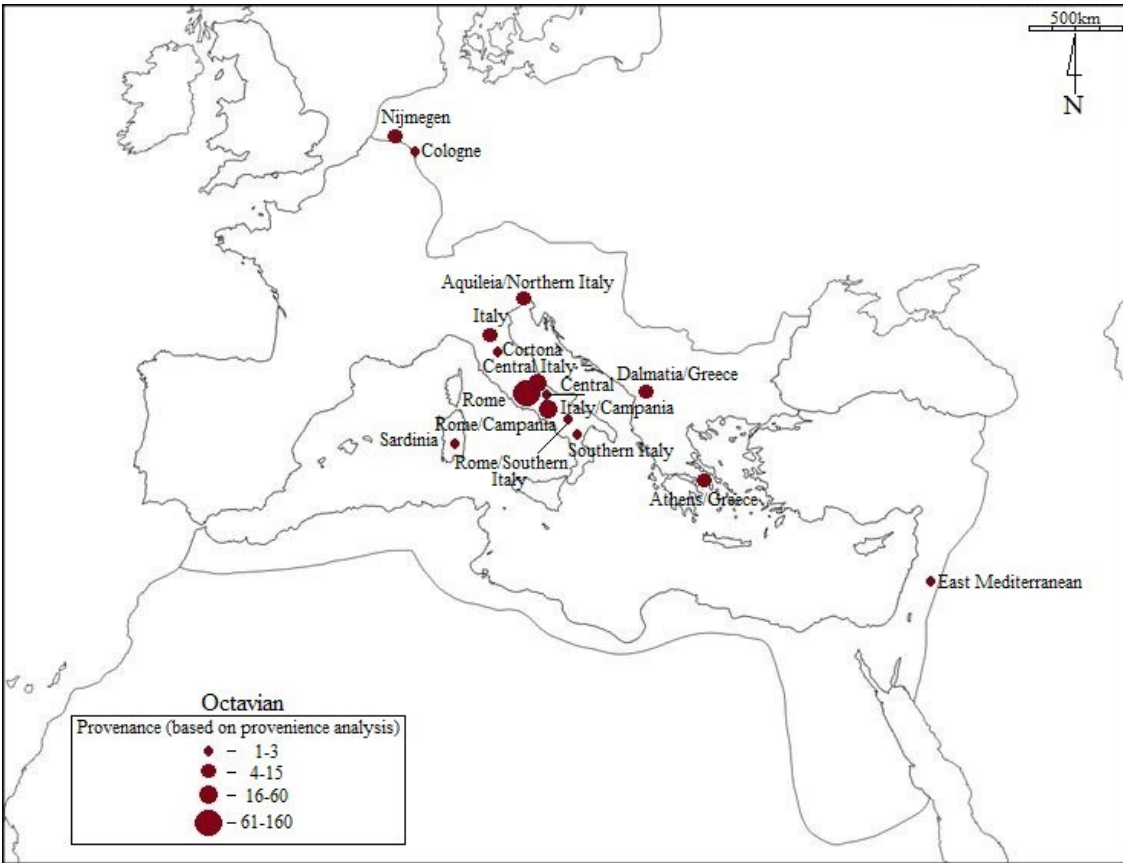 500km
N
Nijmegen
Cologne
Aquileia/Northern Italy
Italy
Cortona
Central Italy
Central
Italy/Campania
Dalmatia/Greece
Rome
Rome/Campania
Sardinia
Rome/Southern
Italy
Southern Italy
Athens/Greece
East Mediterranean
Octavian
Provenance (based on provenience analysis)
– 1-3
– 4-15
– 16-60
– 61-160